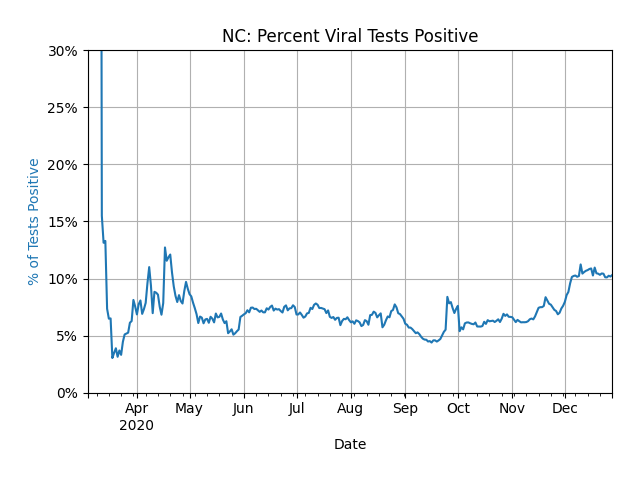 NC: Percent Viral Tests Positive
30%
25%
20%
15%
10%
5%
0%
% of Tests Positive
Apr May Jun Jul Aug Sep Oct Nov Dec
2020
Date